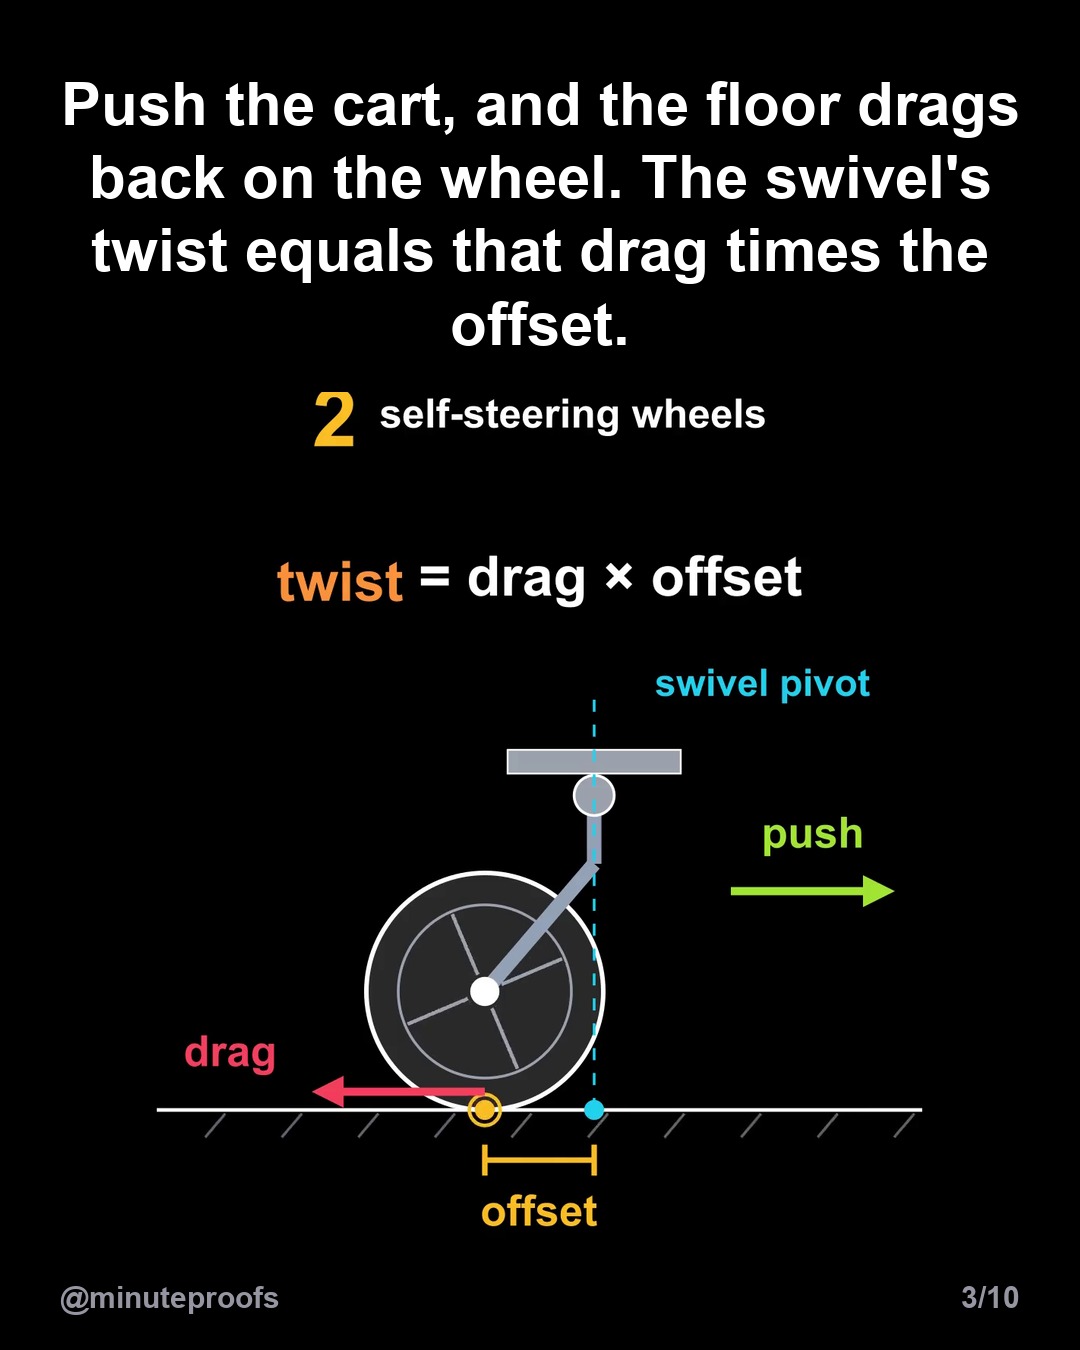 Push the cart, and the floor drags
back on the wheel. The swivel's
twist equals that drag times the
offset.
2 self-steering wheels
twist = drag × offset
swivel pivot
push
drag
offset
@minuteproofs
3/10